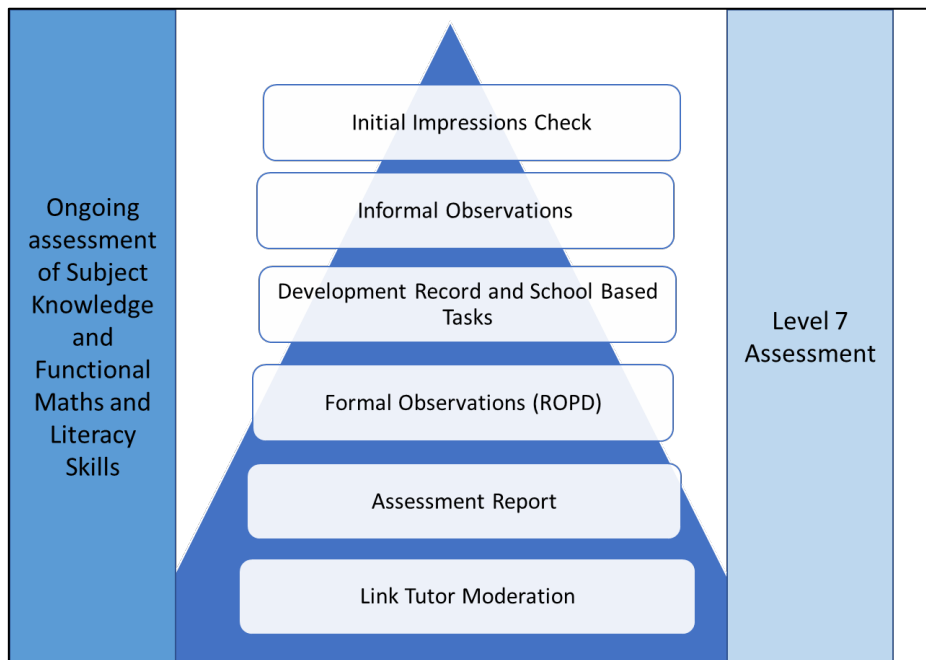 Ongoing
assessment
of Subject
Knowledge
and
Functional
Maths and
Literacy
Skills
Initial Impressions Check
Informal Observations
Development Record and School Based
Tasks
Formal Observations (ROPD)
Assessment Report
Link Tutor Moderation
Level 7
Assessment